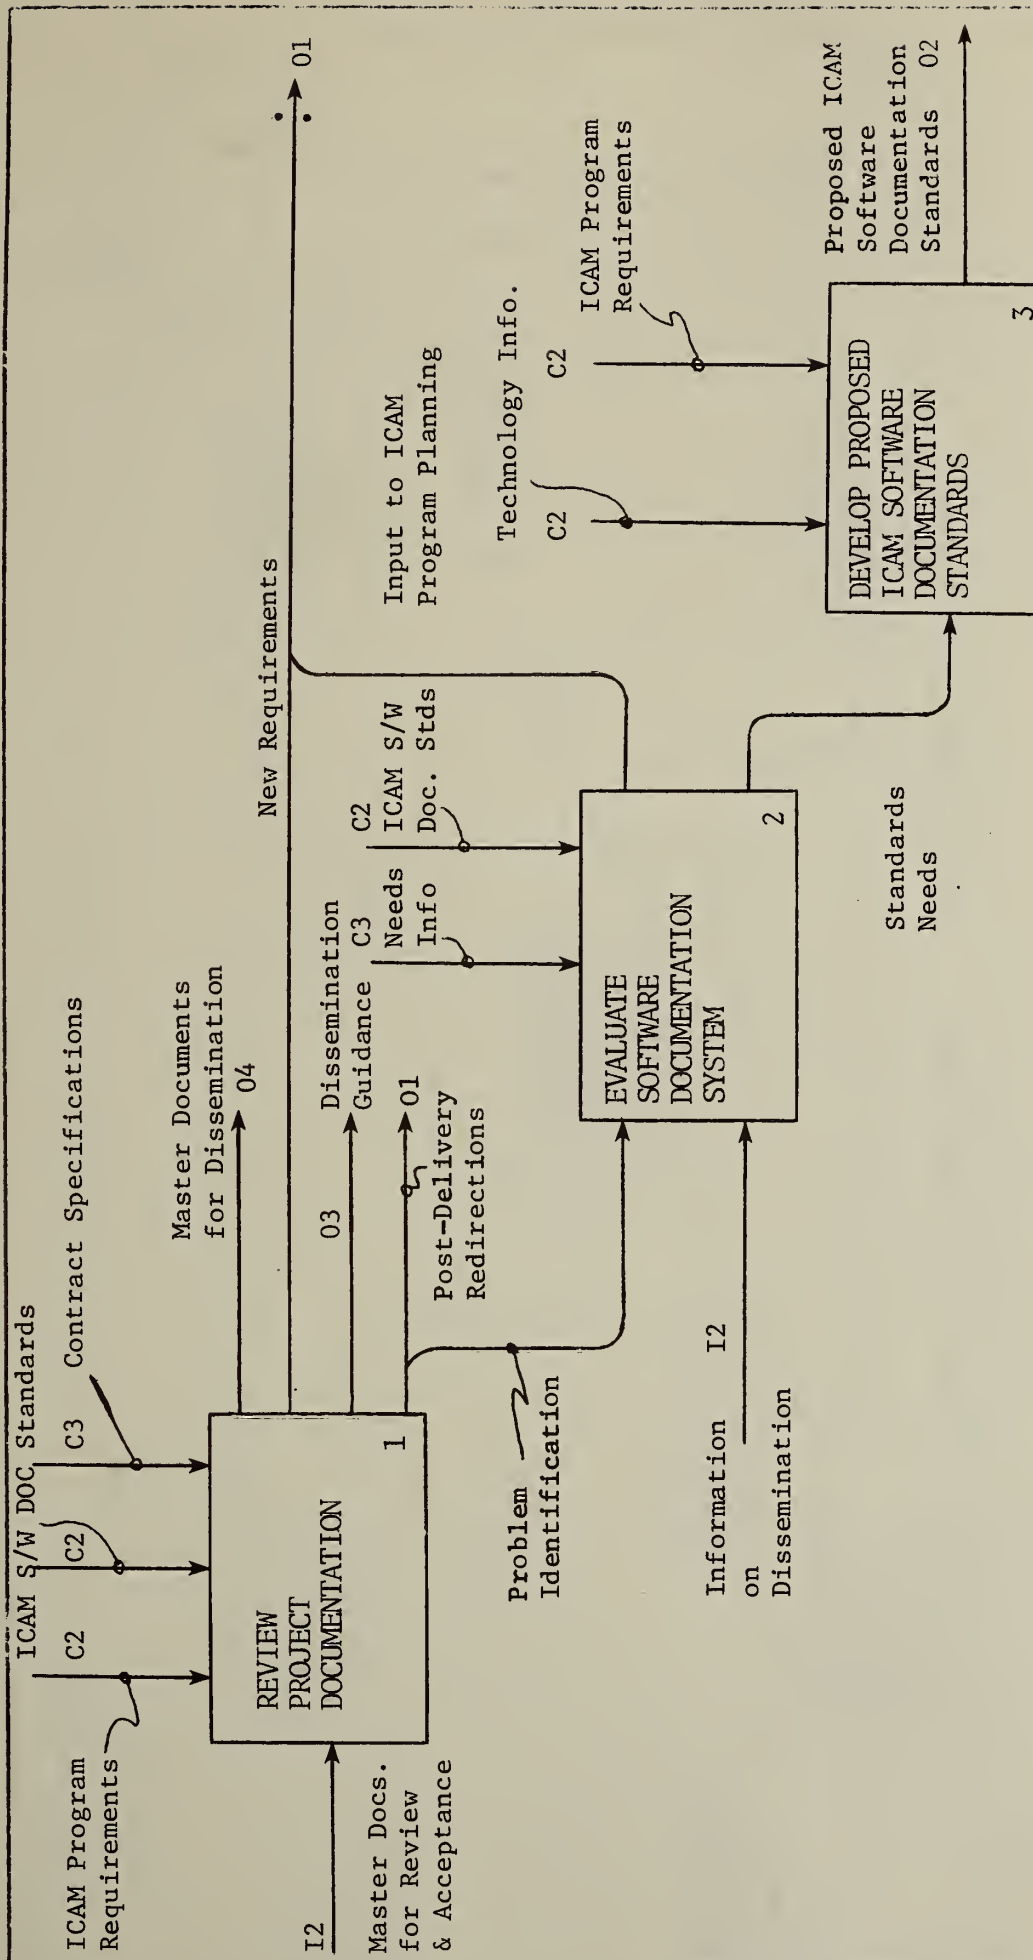 ICAM Program
Requirements
C2
ICAM S/W DOC Standards
C2
C3
Contract Specifications
I2
Master Docs.
for Review
& Acceptance
REVIEW
PROJECT
DOCUMENTATION
1
Master Documents
for Dissemination
O4
New Requirements
O1
O3
Dissemination
Guidance
O1
Post-Delivery
Redirections
Problem
Identification
Information
on
Dissemination
I2
C3
Needs
Info
C2
ICAM S/W
Doc. Stds
EVALUATE
SOFTWARE
DOCUMENTATION
SYSTEM
2
Input to ICAM
Program Planning
Standards
Needs
Technology Info.
C2
ICAM Program
Requirements
C2
DEVELOP PROPOSED
ICAM SOFTWARE
DOCUMENTATION
STANDARDS
3
Proposed ICAM
Software
Documentation
Standards O2